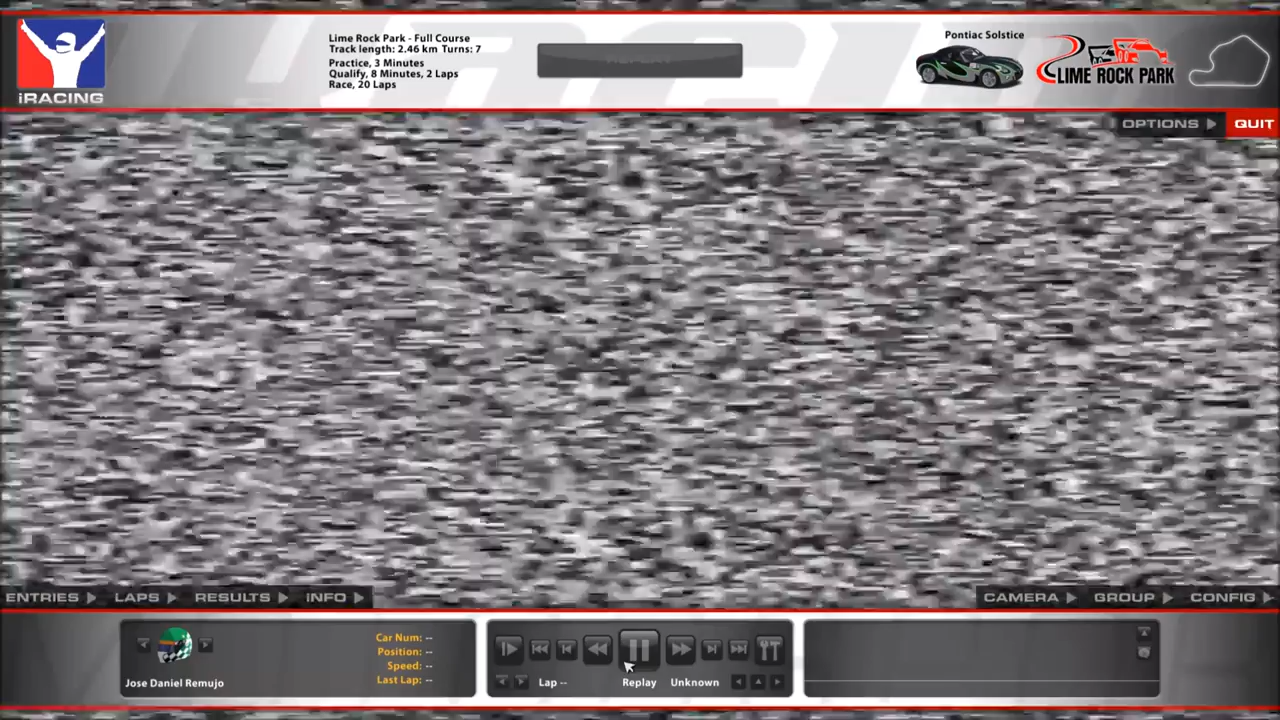 iRACING
Lime Rock Park - Full Course
Track length: 2.46 km Turns: 7
Practice, 3 Minutes
Qualify, 8 Minutes, 2 Laps
Race, 20 Laps
Pontiac Solstice
LIME ROCK PARK
OPTIONS
QUIT
ENTRIES
LAPS
RESULTS
INFO
CAMERA
GROUP
CONFIG
Car Num: --
Position: --
Speed: --
Last Lap: --
Jose Daniel Remujo
Lap --
Replay
Unknown